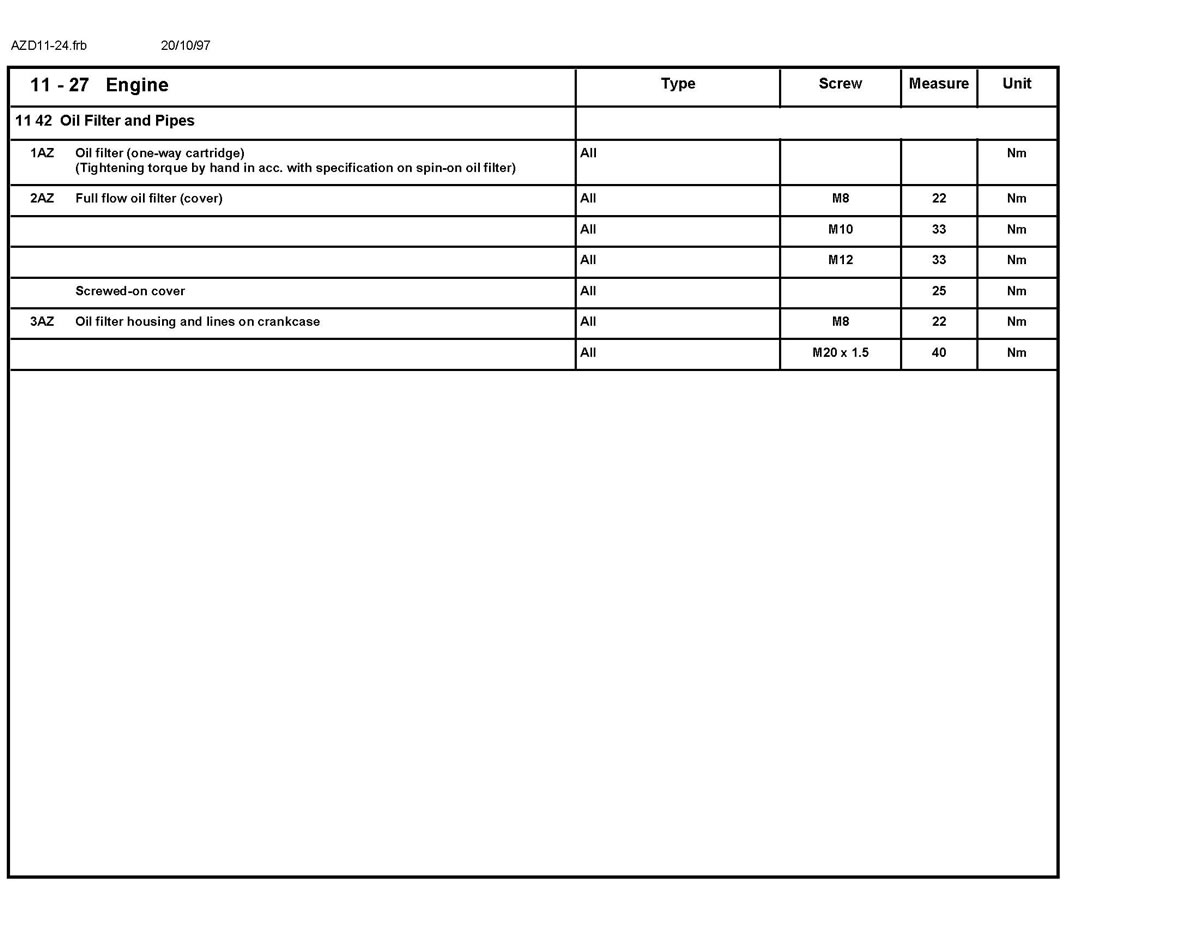 AZD11-24.frb 20/10/97
11 - 27 Engine Type Screw Measure Unit
11 42 Oil Filter and Pipes
1AZ Oil filter (one-way cartridge) All Nm
(Tightening torque by hand in acc. with specification on spin-on oil filter)
2AZ Full flow oil filter (cover) All M8 22 Nm
All M10 33 Nm
All M12 33 Nm
Screwed-on cover All 25 Nm
3AZ Oil filter housing and lines on crankcase All M8 22 Nm
All M20 x 1.5 40 Nm